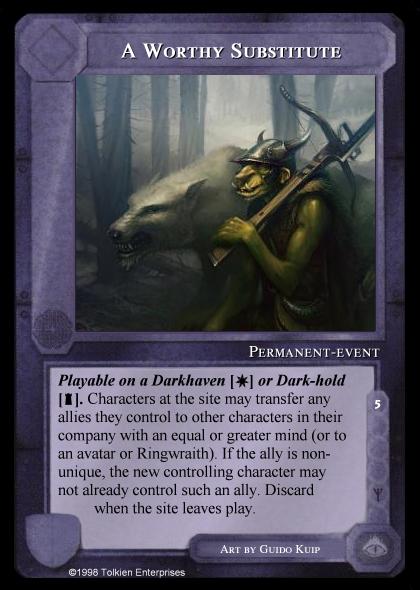 A Worthy Substitute
Permanent-event
Playable on a Darkhaven [☀] or Dark-hold
[♜]. Characters at the site may transfer any
allies they control to other characters in their
company with an equal or greater mind (or to
an avatar or Ringwraith). If the ally is non-
unique, the new controlling character may
not already control such an ally. Discard
when the site leaves play.
5
Art by Guido Kuip
©1998 Tolkien Enterprises